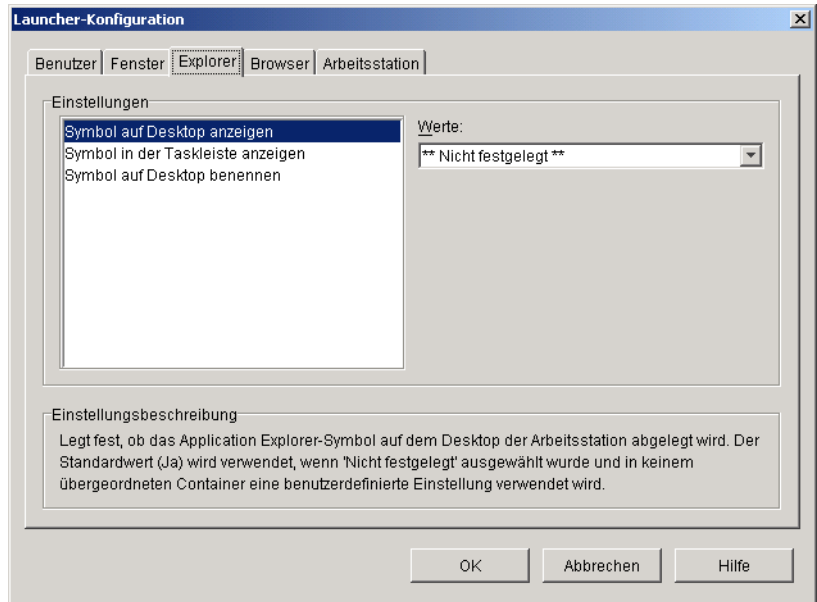 Launcher-Konfiguration
Benutzer Fenster Explorer Browser Arbeitsstation
Einstellungen
Symbol auf Desktop anzeigen
Symbol in der Taskleiste anzeigen
Symbol auf Desktop benennen
Werte:
** Nicht festgelegt **
Einstellungsbeschreibung
Legt fest, ob das Application Explorer-Symbol auf dem Desktop der Arbeitsstation abgelegt wird. Der
Standardwert (Ja) wird verwendet, wenn 'Nicht festgelegt' ausgewählt wurde und in keinem
übergeordneten Container eine benutzerdefinierte Einstellung verwendet wird.
OK Abbrechen Hilfe